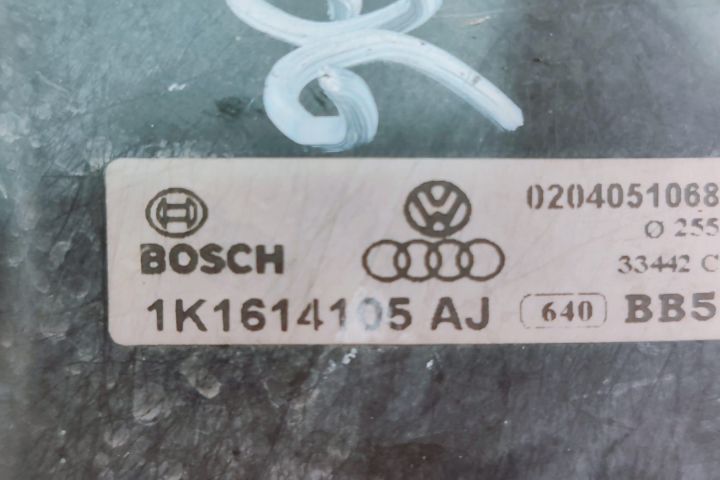 BOSCH
0204051068
Ø 255
33442 C
1K1614105 AJ 640 BB5